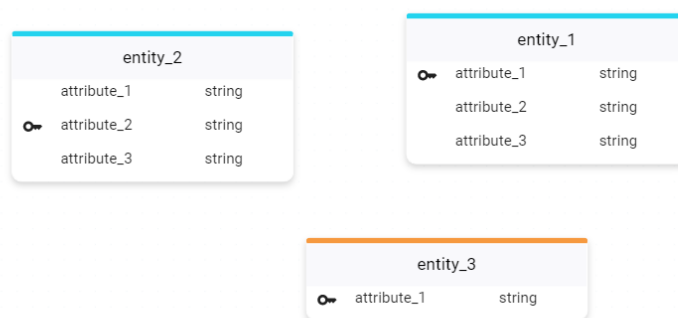 entity_2
attribute_1 string
attribute_2 string
attribute_3 string
entity_1
attribute_1 string
attribute_2 string
attribute_3 string
entity_3
attribute_1 string